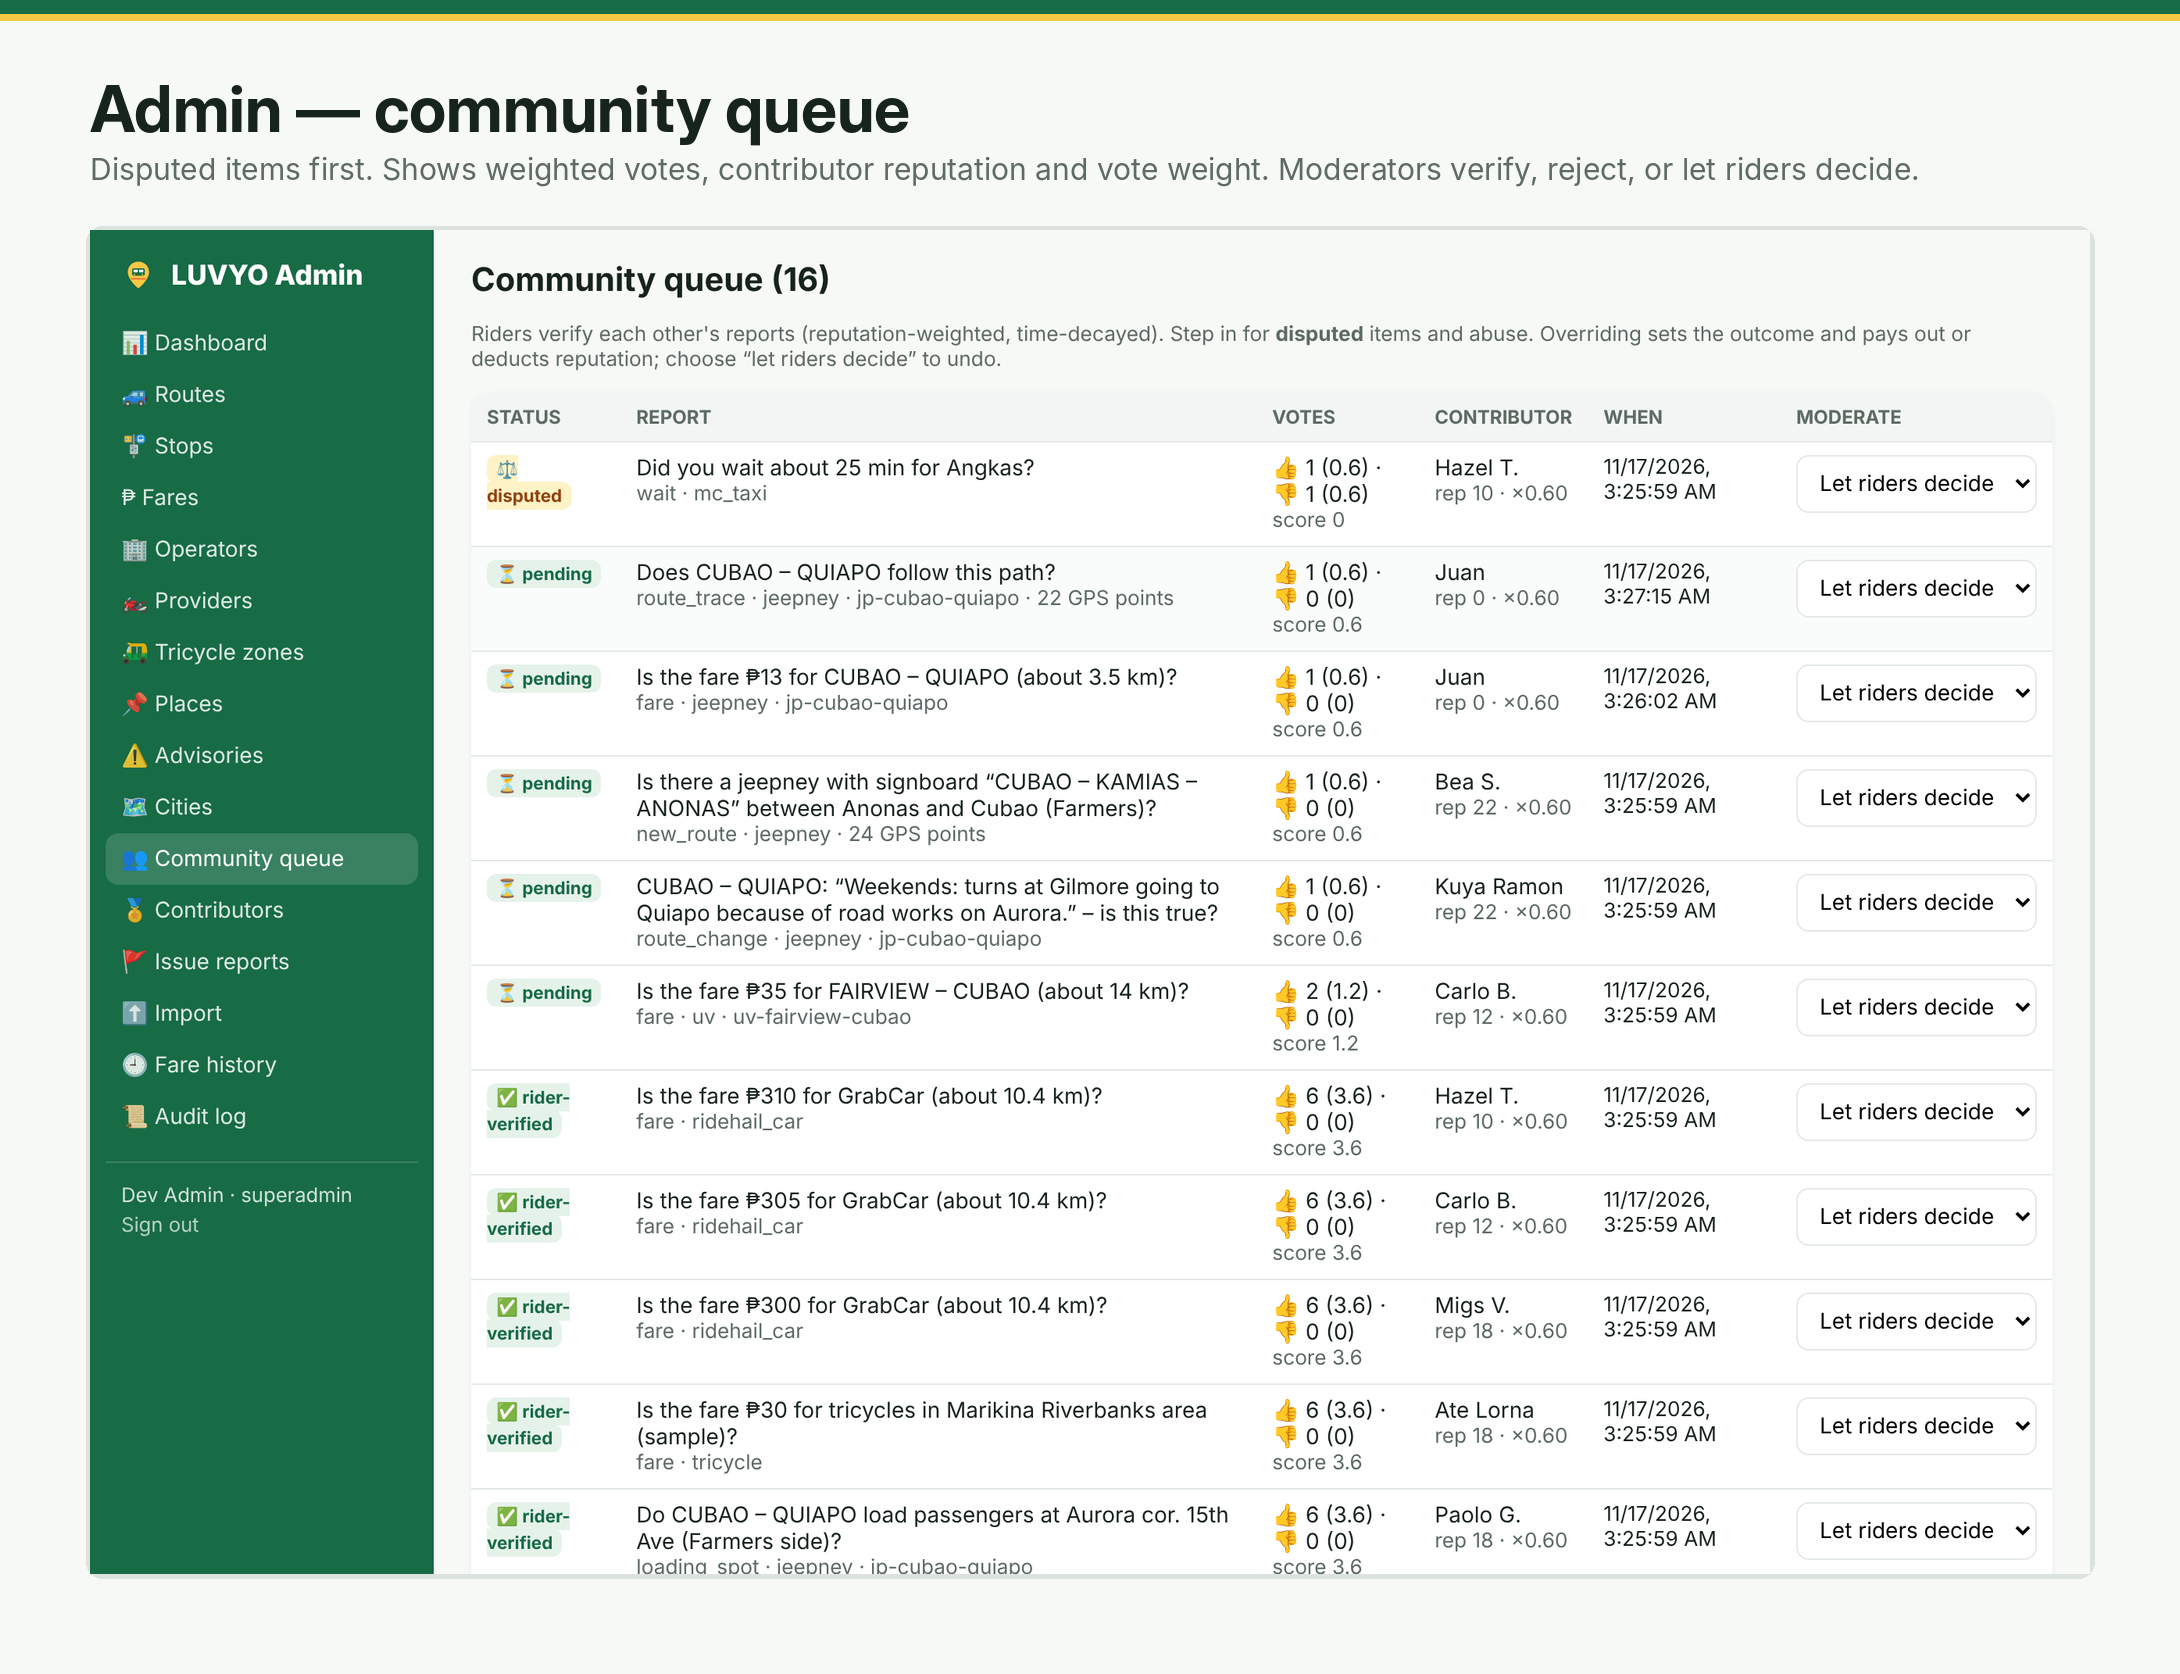 Admin — community queue
Disputed items first. Shows weighted votes, contributor reputation and vote weight. Moderators verify, reject, or let riders decide.
LUVYO Admin
📊 Dashboard
🚙 Routes
🚏 Stops
₱ Fares
🏢 Operators
🏍️ Providers
🛺 Tricycle zones
📌 Places
⚠️ Advisories
🗺️ Cities
👥 Community queue
🏅 Contributors
🚩 Issue reports
⬆️ Import
🕘 Fare history
📜 Audit log
Dev Admin · superadmin
Sign out
Community queue (16)
Riders verify each other's reports (reputation-weighted, time-decayed). Step in for disputed items and abuse. Overriding sets the outcome and pays out or
deducts reputation; choose “let riders decide” to undo.
STATUS REPORT VOTES CONTRIBUTOR WHEN MODERATE
⚖️
disputed
Did you wait about 25 min for Angkas?
wait · mc_taxi
👍 1 (0.6) ·
👎 1 (0.6)
score 0
Hazel T.
rep 10 · ×0.60
11/17/2026,
3:25:59 AM
Let riders decide
⏳ pending
Does CUBAO – QUIAPO follow this path?
route_trace · jeepney · jp-cubao-quiapo · 22 GPS points
👍 1 (0.6) ·
👎 0 (0)
score 0.6
Juan
rep 0 · ×0.60
11/17/2026,
3:27:15 AM
Let riders decide
⏳ pending
Is the fare ₱13 for CUBAO – QUIAPO (about 3.5 km)?
fare · jeepney · jp-cubao-quiapo
👍 1 (0.6) ·
👎 0 (0)
score 0.6
Juan
rep 0 · ×0.60
11/17/2026,
3:26:02 AM
Let riders decide
⏳ pending
Is there a jeepney with signboard “CUBAO – KAMIAS –
ANONAS” between Anonas and Cubao (Farmers)?
new_route · jeepney · 24 GPS points
👍 1 (0.6) ·
👎 0 (0)
score 0.6
Bea S.
rep 22 · ×0.60
11/17/2026,
3:25:59 AM
Let riders decide
⏳ pending
CUBAO – QUIAPO: “Weekends: turns at Gilmore going to
Quiapo because of road works on Aurora.” – is this true?
route_change · jeepney · jp-cubao-quiapo
👍 1 (0.6) ·
👎 0 (0)
score 0.6
Kuya Ramon
rep 22 · ×0.60
11/17/2026,
3:25:59 AM
Let riders decide
⏳ pending
Is the fare ₱35 for FAIRVIEW – CUBAO (about 14 km)?
fare · uv · uv-fairview-cubao
👍 2 (1.2) ·
👎 0 (0)
score 1.2
Carlo B.
rep 12 · ×0.60
11/17/2026,
3:25:59 AM
Let riders decide
✅ rider-
verified
Is the fare ₱310 for GrabCar (about 10.4 km)?
fare · ridehail_car
👍 6 (3.6) ·
👎 0 (0)
score 3.6
Hazel T.
rep 10 · ×0.60
11/17/2026,
3:25:59 AM
Let riders decide
✅ rider-
verified
Is the fare ₱305 for GrabCar (about 10.4 km)?
fare · ridehail_car
👍 6 (3.6) ·
👎 0 (0)
score 3.6
Carlo B.
rep 12 · ×0.60
11/17/2026,
3:25:59 AM
Let riders decide
✅ rider-
verified
Is the fare ₱300 for GrabCar (about 10.4 km)?
fare · ridehail_car
👍 6 (3.6) ·
👎 0 (0)
score 3.6
Migs V.
rep 18 · ×0.60
11/17/2026,
3:25:59 AM
Let riders decide
✅ rider-
verified
Is the fare ₱30 for tricycles in Marikina Riverbanks area
(sample)?
fare · tricycle
👍 6 (3.6) ·
👎 0 (0)
score 3.6
Ate Lorna
rep 18 · ×0.60
11/17/2026,
3:25:59 AM
Let riders decide
✅ rider-
verified
Do CUBAO – QUIAPO load passengers at Aurora cor. 15th
Ave (Farmers side)?
loading_spot · jeepney · jp-cubao-quiapo
👍 6 (3.6) ·
👎 0 (0)
score 3.6
Paolo G.
rep 18 · ×0.60
11/17/2026,
3:25:59 AM
Let riders decide